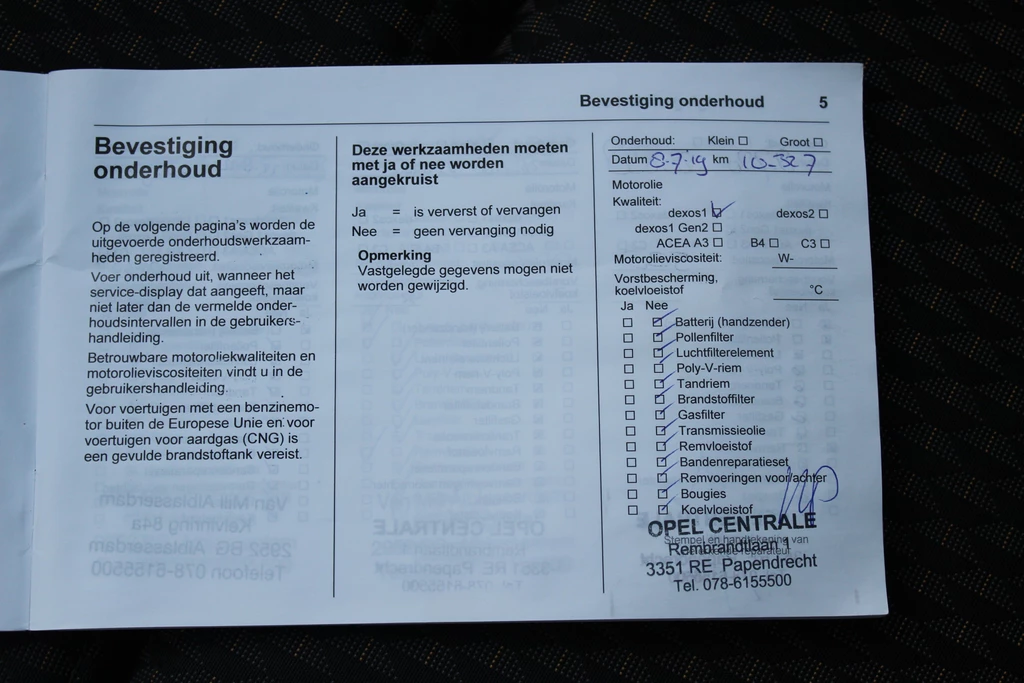 Bevestiging onderhoud 5
Bevestiging
onderhoud
Op de volgende pagina's worden de
uitgevoerde onderhoudswerkzaam-
heden geregistreerd.
Voer onderhoud uit, wanneer het
service-display dat aangeeft, maar
niet later dan de vermelde onder-
houdsintervallen in de gebruikers-
handleiding.
Betrouwbare motoroliekwaliteiten en
motorolieviscositeiten vindt u in de
gebruikershandleiding.
Voor voertuigen met een benzinemo-
tor buiten de Europese Unie en voor
voertuigen voor aardgas (CNG) is
een gevulde brandstoftank vereist.
Deze werkzaamheden moeten
met ja of nee worden
aangekruist
Ja = is ververst of vervangen
Nee = geen vervanging nodig
Opmerking
Vastgelegde gegevens mogen niet
worden gewijzigd.
Onderhoud: Klein ☐ Groot ☐
Datum 8-7-19 km 10-327
Motorolie
Kwaliteit:
dexos1 ☑ dexos2 ☐
dexos1 Gen2 ☐
ACEA A3 ☐ B4 ☐ C3 ☐
Motorolieviscositeit: W-
Vorstbescherming,
koelvloeistof °C
Ja Nee
☐ ☑ Batterij (handzender)
☐ ☑ Pollenfilter
☐ ☑ Luchtfilterelement
☐ ☑ Poly-V-riem
☐ ☑ Tandriem
☐ ☑ Brandstoffilter
☐ ☑ Gasfilter
☐ ☑ Transmissieolie
☐ ☑ Remvloeistof
☐ ☑ Bandenreparatieset
☐ ☑ Remvoeringen voor/achter
☐ ☑ Bougies
☐ ☑ Koelvloeistof
OPEL CENTRALE
Stempel en handtekening van
Rembrandtlaan 1
reparateur
3351 RE Papendrecht
Tel. 078-6155500